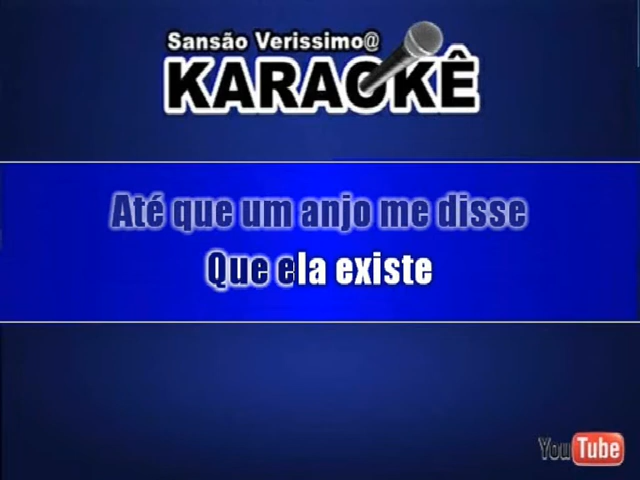 Sansão Verissimo@
KARAOKÊ
Até que um anjo me disse
Que ela existe
YouTube